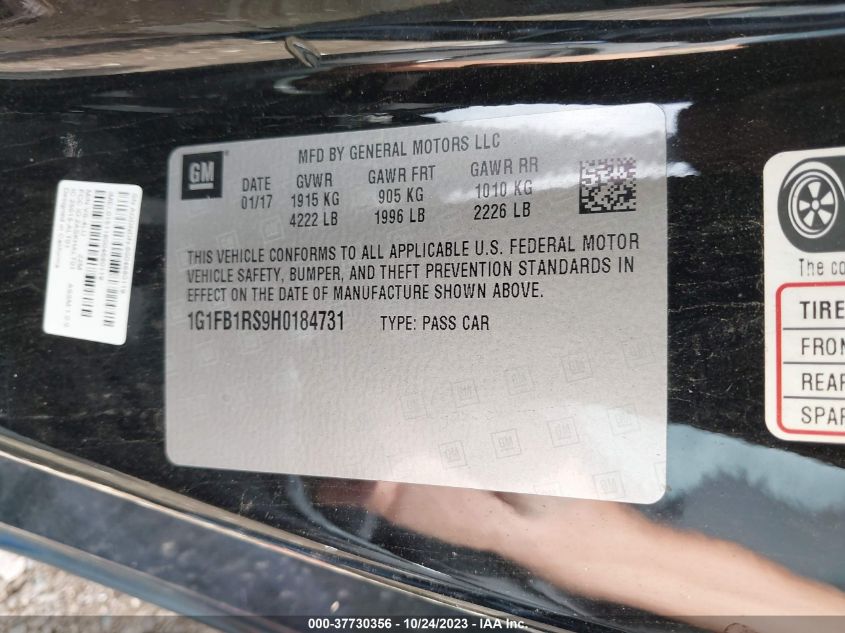 GM
MFD BY GENERAL MOTORS LLC
DATE GVWR GAWR FRT GAWR RR
01/17 1915 KG 905 KG 1010 KG
4222 LB 1996 LB 2226 LB
THIS VEHICLE CONFORMS TO ALL APPLICABLE U.S. FEDERAL MOTOR
VEHICLE SAFETY, BUMPER, AND THEFT PREVENTION STANDARDS IN
EFFECT ON THE DATE OF MANUFACTURE SHOWN ABOVE.
1G1FB1RS9H0184731 TYPE: PASS CAR
The co
TIRE
FRON
REAR
SPAR
000-37730356 - 10/24/2023 - IAA Inc.